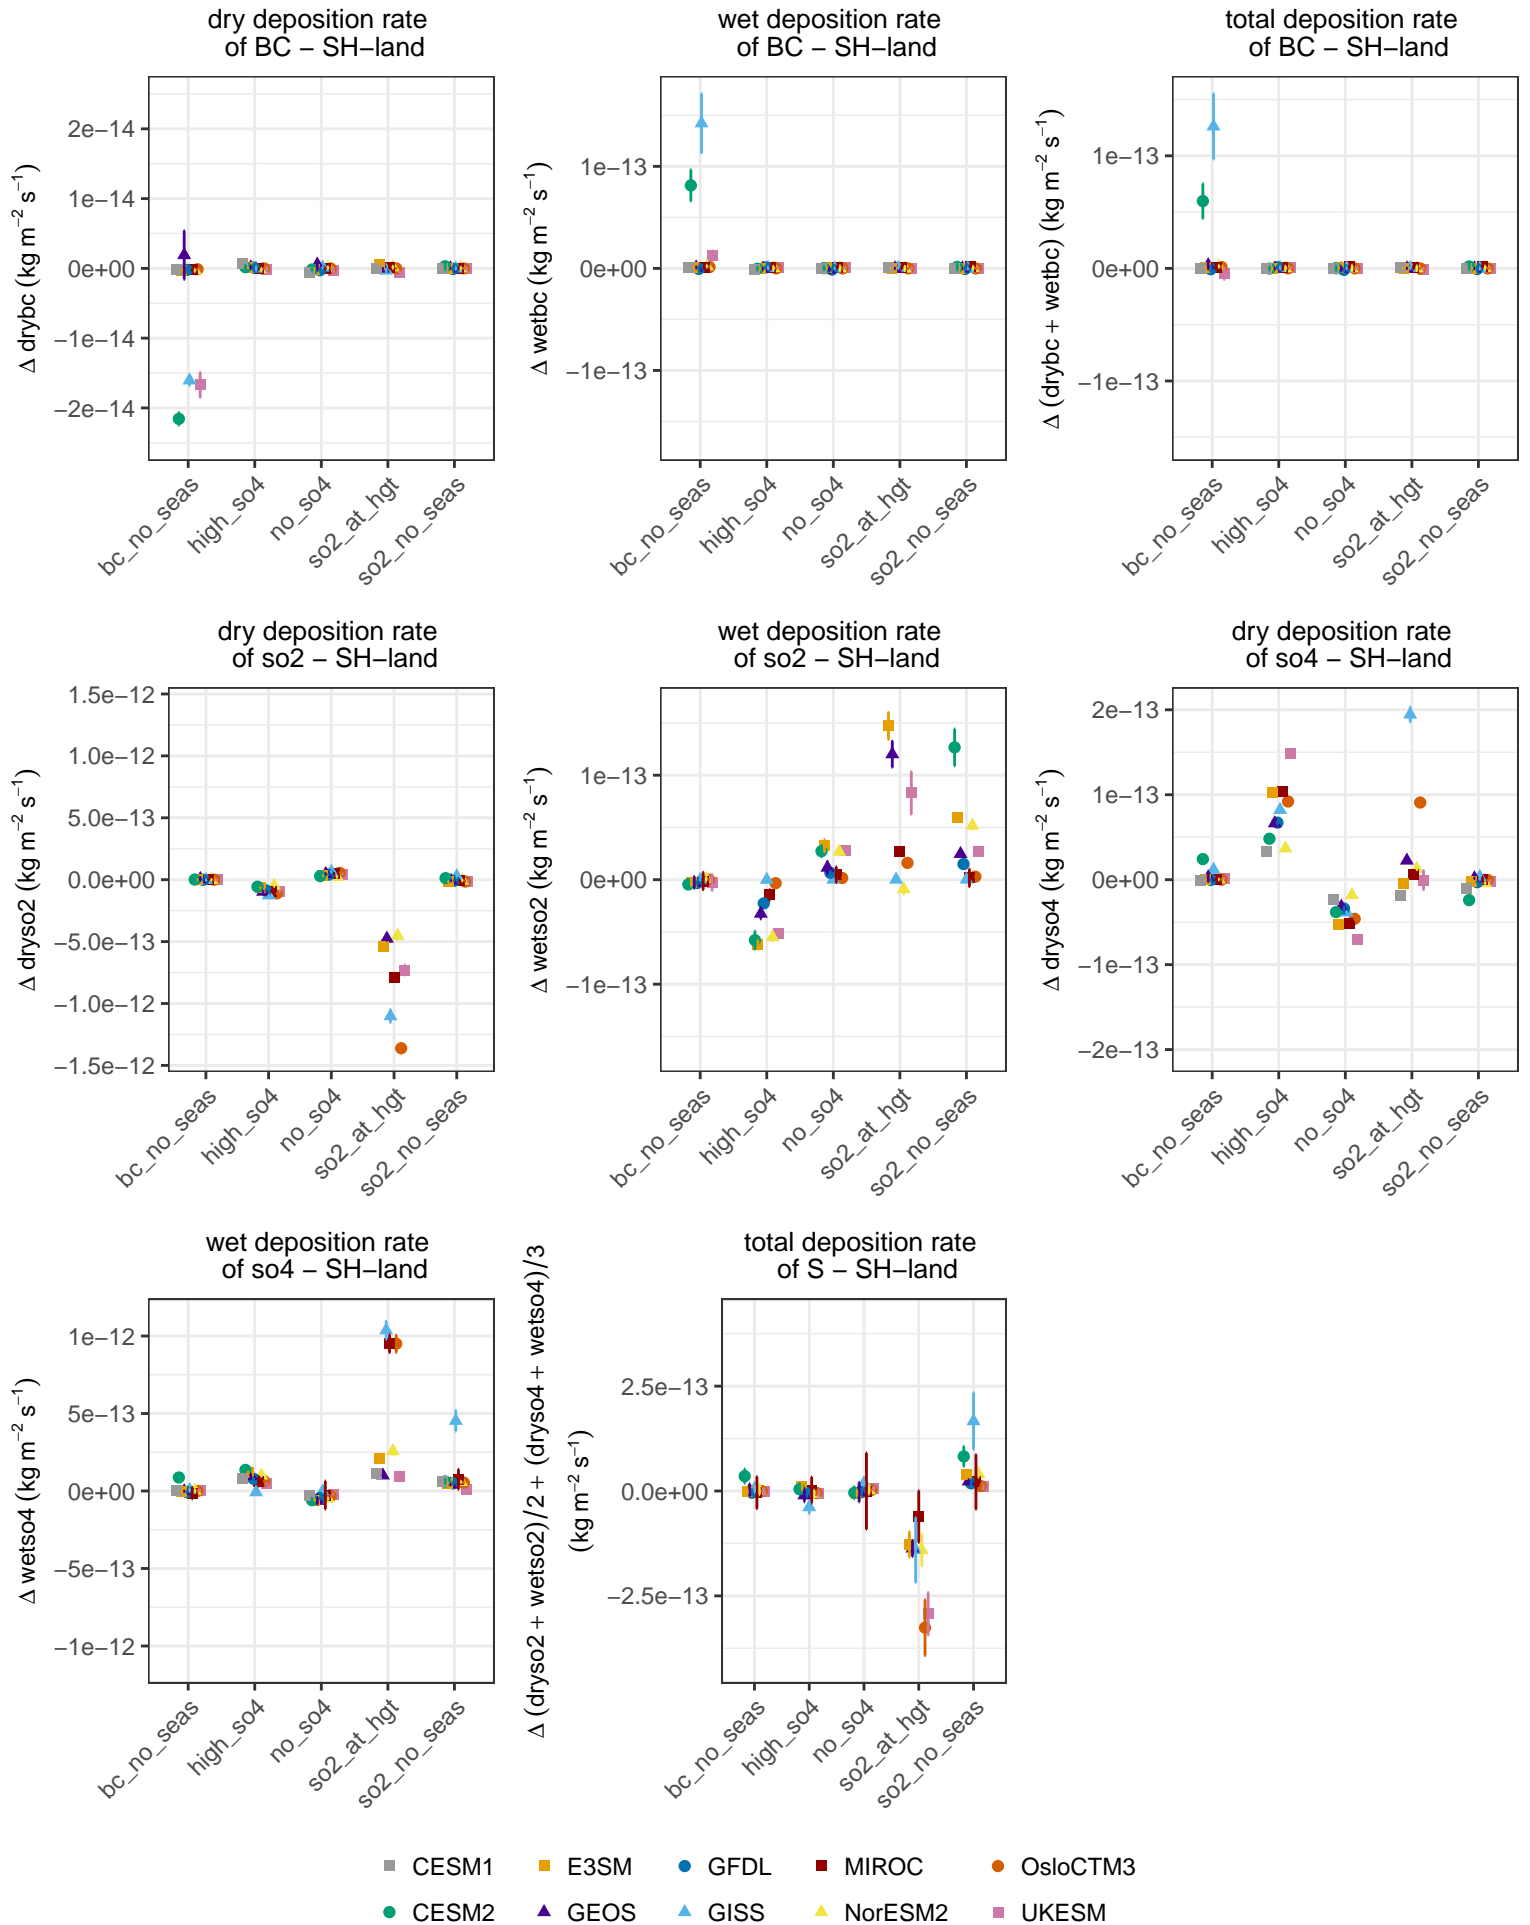 dry deposition rate
of BC − SH−land
Δ drybc (kg m−2 s−1)
2e−14
1e−14
0e+00
−1e−14
−2e−14
bc_no_seas
high_so4
no_so4
so2_at_hgt
so2_no_seas
wet deposition rate
of BC − SH−land
Δ wetbc (kg m−2 s−1)
1e−13
0e+00
−1e−13
bc_no_seas
high_so4
no_so4
so2_at_hgt
so2_no_seas
total deposition rate
of BC − SH−land
Δ (drybc + wetbc) (kg m−2 s−1)
1e−13
0e+00
−1e−13
bc_no_seas
high_so4
no_so4
so2_at_hgt
so2_no_seas
dry deposition rate
of so2 − SH−land
Δ dryso2 (kg m−2 s−1)
1.5e−12
1.0e−12
5.0e−13
0.0e+00
−5.0e−13
−1.0e−12
−1.5e−12
bc_no_seas
high_so4
no_so4
so2_at_hgt
so2_no_seas
wet deposition rate
of so2 − SH−land
Δ wetso2 (kg m−2 s−1)
1e−13
0e+00
−1e−13
bc_no_seas
high_so4
no_so4
so2_at_hgt
so2_no_seas
dry deposition rate
of so4 − SH−land
Δ dryso4 (kg m−2 s−1)
2e−13
1e−13
0e+00
−1e−13
−2e−13
bc_no_seas
high_so4
no_so4
so2_at_hgt
so2_no_seas
wet deposition rate
of so4 − SH−land
Δ wetso4 (kg m−2 s−1)
1e−12
5e−13
0e+00
−5e−13
−1e−12
bc_no_seas
high_so4
no_so4
so2_at_hgt
so2_no_seas
total deposition rate
of S − SH−land
Δ (dryso2 + wetso2)/2 + (dryso4 + wetso4)/3
(kg m−2 s−1)
2.5e−13
0.0e+00
−2.5e−13
bc_no_seas
high_so4
no_so4
so2_at_hgt
so2_no_seas
CESM1 E3SM GFDL MIROC OsloCTM3
CESM2 GEOS GISS NorESM2 UKESM